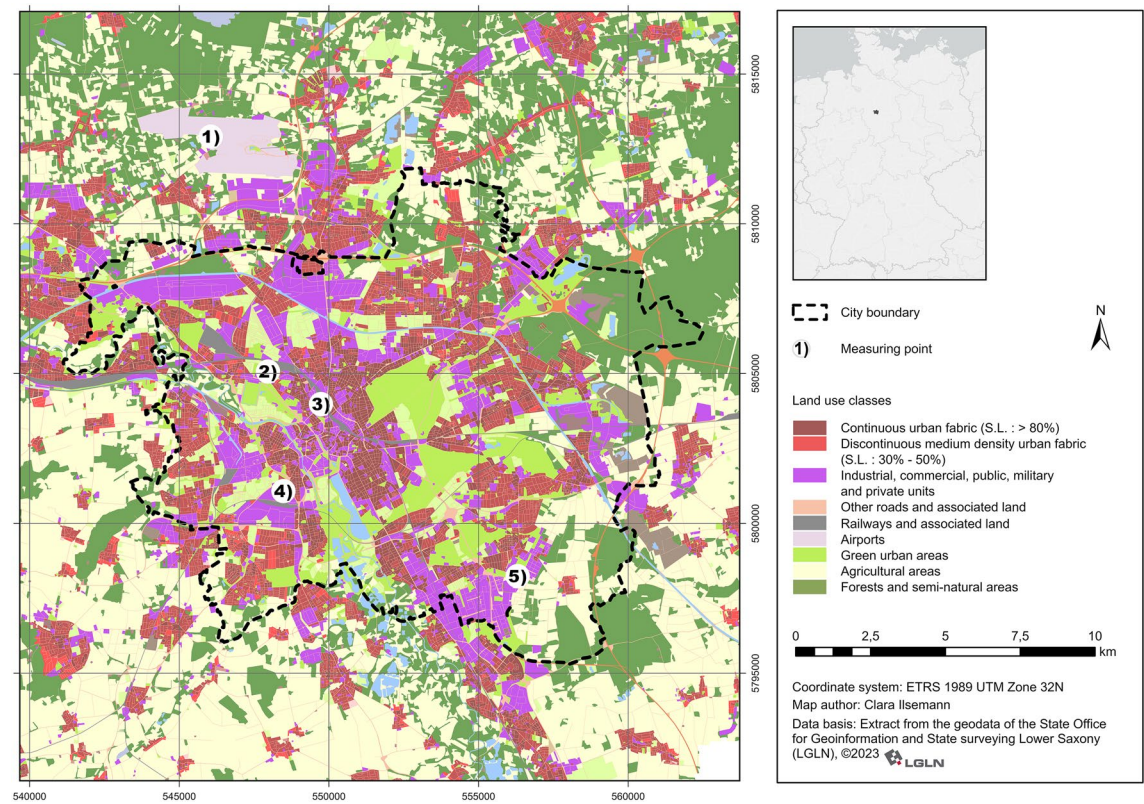 1)
2)
3)
4)
5)
5815000
5810000
5805000
5800000
5795000
540000
545000
550000
555000
560000
City boundary
1)
Measuring point
N
Land use classes
Continuous urban fabric (S.L. : > 80%)
Discontinuous medium density urban fabric
(S.L. : 30% - 50%)
Industrial, commercial, public, military
and private units
Other roads and associated land
Railways and associated land
Airports
Green urban areas
Agricultural areas
Forests and semi-natural areas
0 2,5 5 7,5 10
km
Coordinate system: ETRS 1989 UTM Zone 32N
Map author: Clara Ilsemann
Data basis: Extract from the geodata of the State Office
for Geoinformation and State surveying Lower Saxony
(LGLN), ©2023 LGLN